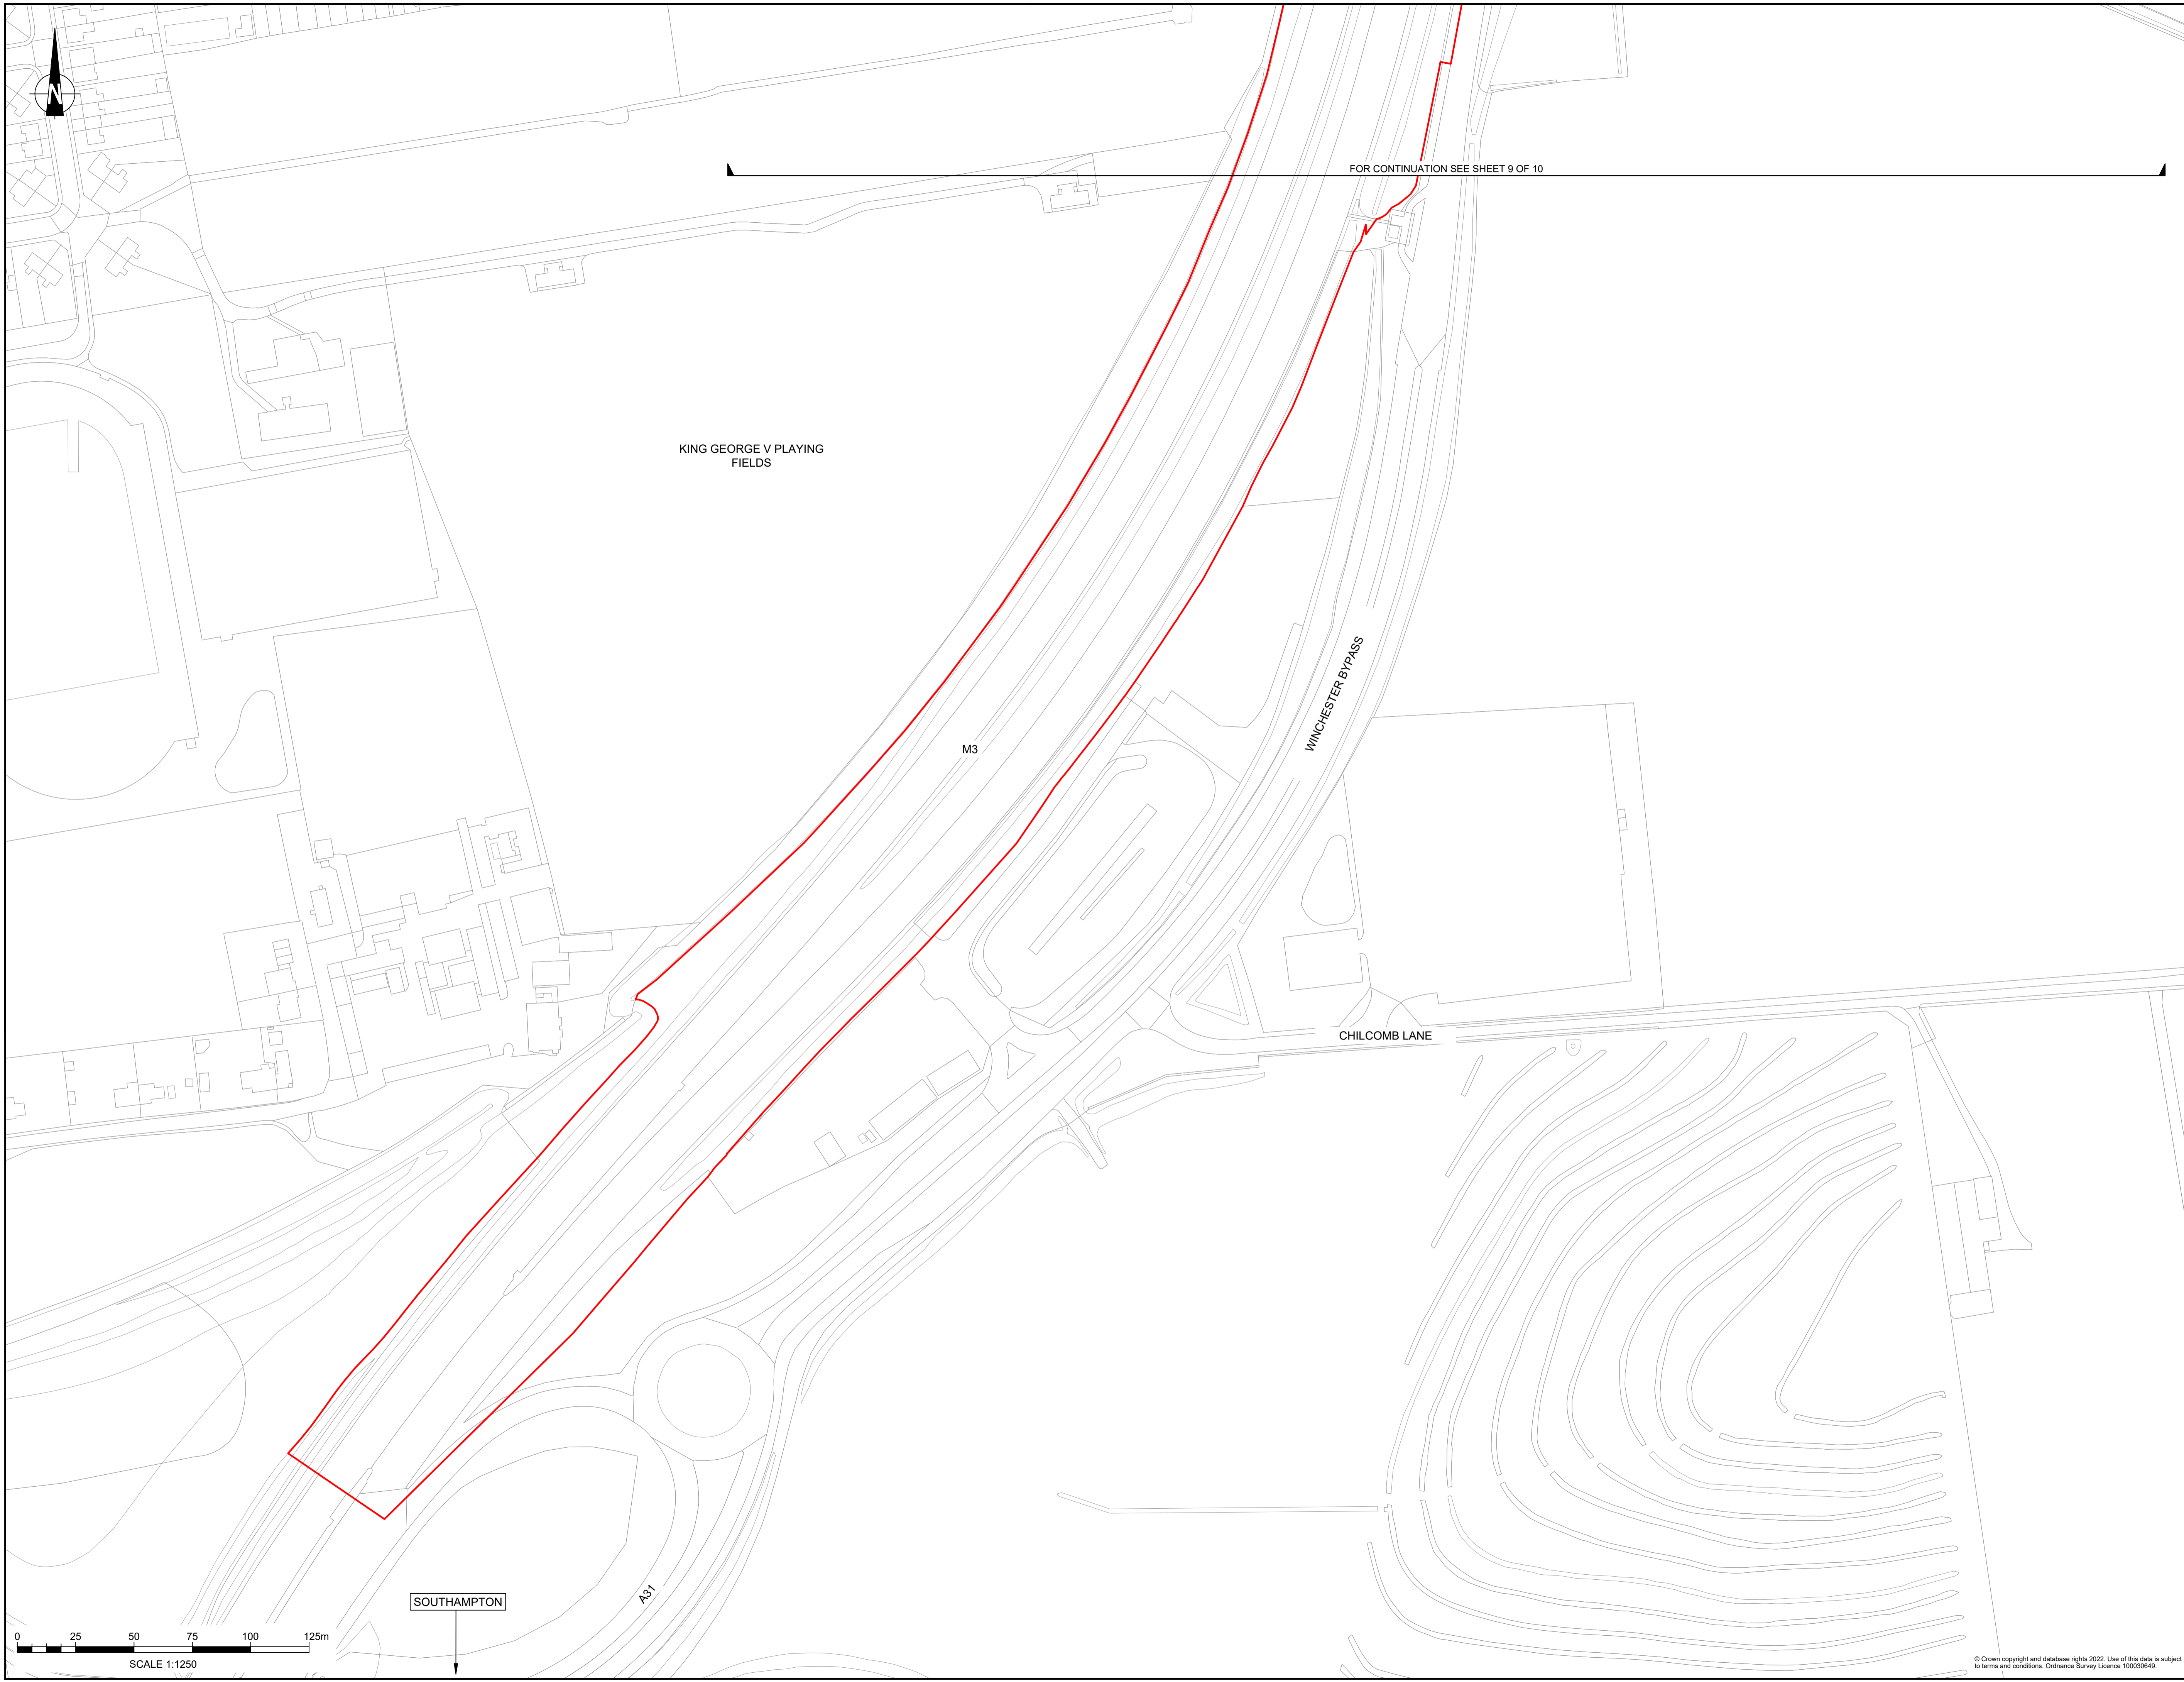 N
FOR CONTINUATION SEE SHEET 9 OF 10
KING GEORGE V PLAYING
FIELDS
WINCHESTER BYPASS
M3
CHILCOMB LANE
A31
SOUTHAMPTON
0 25 50 75 100 125m
SCALE 1:1250
© Crown copyright and database rights 2022. Use of this data is subject
to terms and conditions. Ordnance Survey Licence 100030649.